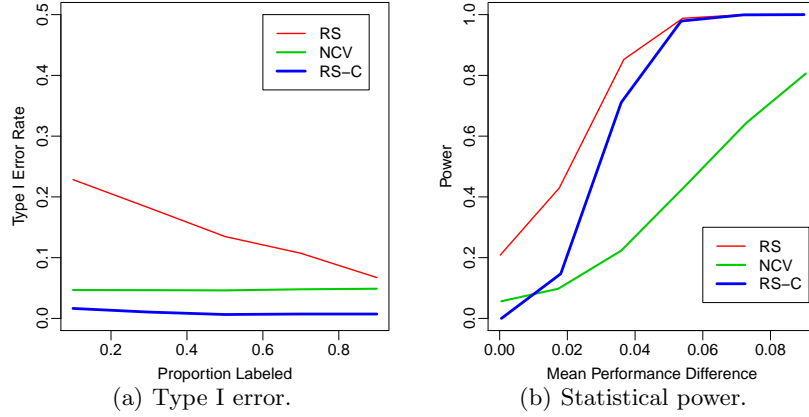 0.5
0.4
0.3
0.2
0.1
0.0
Type I Error Rate
RS
NCV
RS−C
0.2 0.4 0.6 0.8
Proportion Labeled
(a) Type I error.
1.0
0.8
0.6
0.4
0.2
0.0
Power
RS
NCV
RS−C
0.00 0.02 0.04 0.06 0.08
Mean Performance Difference
(b) Statistical power.